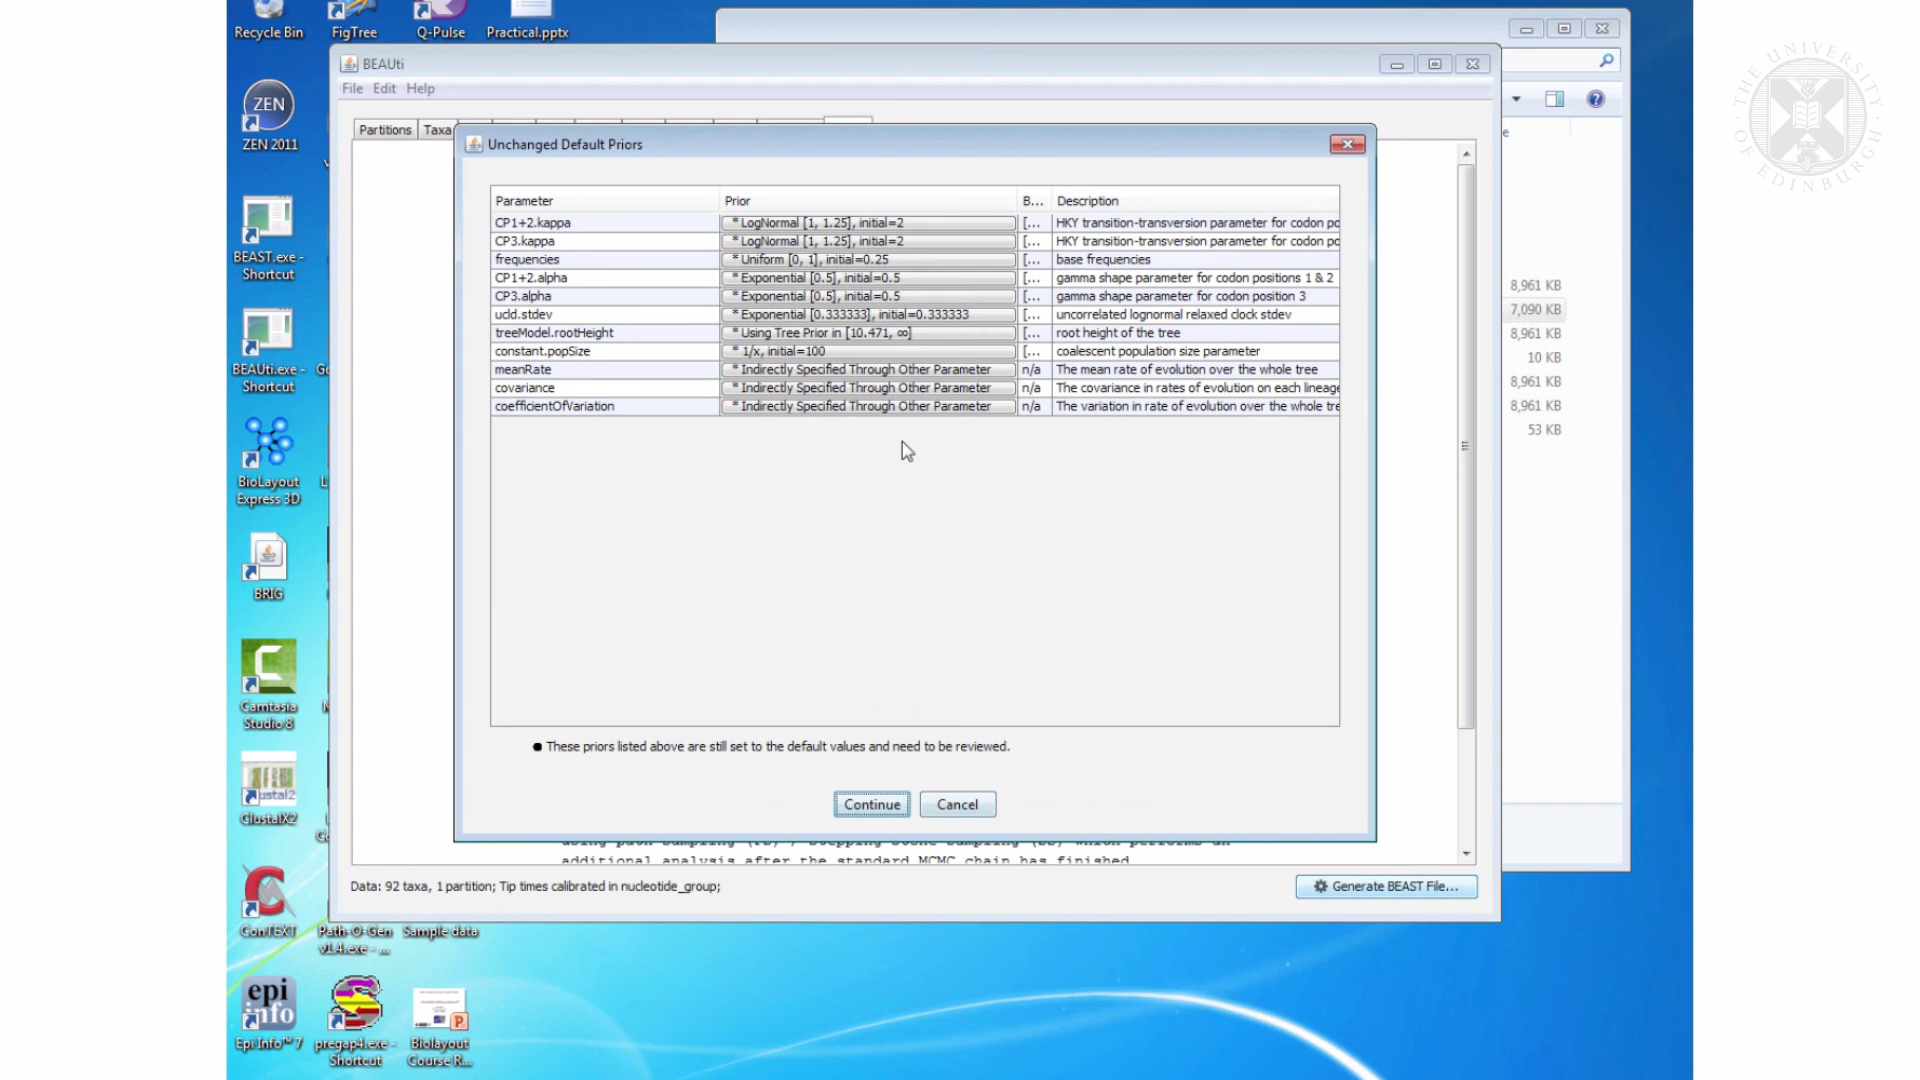 Recycle Bin
FigTree
Q-Pulse
Practical.pptx
THE UNIVERSITY OF EDINBURGH
BEAUti
File Edit Help
ZEN
ZEN 2011
Partitions
Taxa
Unchanged Default Priors
Parameter Prior B... Description
CP1+2.kappa * LogNormal [1, 1.25], initial=2 [... HKY transition-transversion parameter for codon po
CP3.kappa * LogNormal [1, 1.25], initial=2 [... HKY transition-transversion parameter for codon po
frequencies * Uniform [0, 1], initial=0.25 [... base frequencies
CP1+2.alpha * Exponential [0.5], initial=0.5 [... gamma shape parameter for codon positions 1 & 2
CP3.alpha * Exponential [0.5], initial=0.5 [... gamma shape parameter for codon position 3
ucld.stdev * Exponential [0.333333], initial=0.333333 [... uncorrelated lognormal relaxed clock stdev
treeModel.rootHeight * Using Tree Prior in [10.471, ∞] [... root height of the tree
constant.popSize * 1/x, initial=100 [... coalescent population size parameter
meanRate * Indirectly Specified Through Other Parameter n/a The mean rate of evolution over the whole tree
covariance * Indirectly Specified Through Other Parameter n/a The covariance in rates of evolution on each lineage
coefficientOfVariation * Indirectly Specified Through Other Parameter n/a The variation in rate of evolution over the whole tre
● These priors listed above are still set to the default values and need to be reviewed.
Continue
Cancel
additional analysis after the standard MCMC chain has finished
Data: 92 taxa, 1 partition; Tip times calibrated in nucleotide_group;
Generate BEAST File...
8,961 KB
7,090 KB
8,961 KB
10 KB
8,961 KB
8,961 KB
53 KB
BEAST.exe -
Shortcut
BEAUti.exe -
Shortcut
BioLayout
Express 3D
BRIG
Camtasia
Studio 8
ClustalX2
ConTEXT
Path-O-Gen
v1.4.exe - ...
Sample data
epi
info
Epi Info™ 7
pregap4.exe -
Shortcut
Biolayout
Course R...